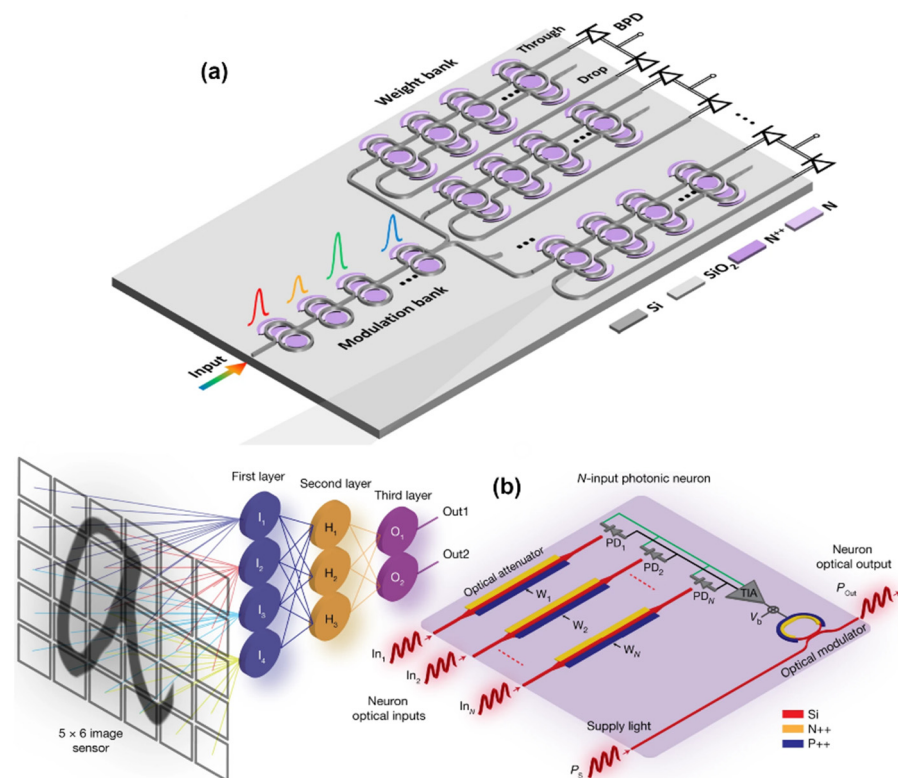 (a)
Weight bank
Through
Drop
BPD
Modulation bank
Input
Si
SiO₂
N⁺⁺
N
(b)
First layer
Second layer
Third layer
I₁
I₂
I₃
I₄
H₁
H₂
H₃
O₁
O₂
Out1
Out2
5 × 6 image
sensor
N-input photonic neuron
Optical attenuator
W₁
W₂
W_N
PD₁
PD₂
PD_N
TIA
V_b
Neuron
optical output
P_Out
Optical modulator
In₁
In₂
In_N
Neuron
optical inputs
Supply light
P_S
Si
N++
P++